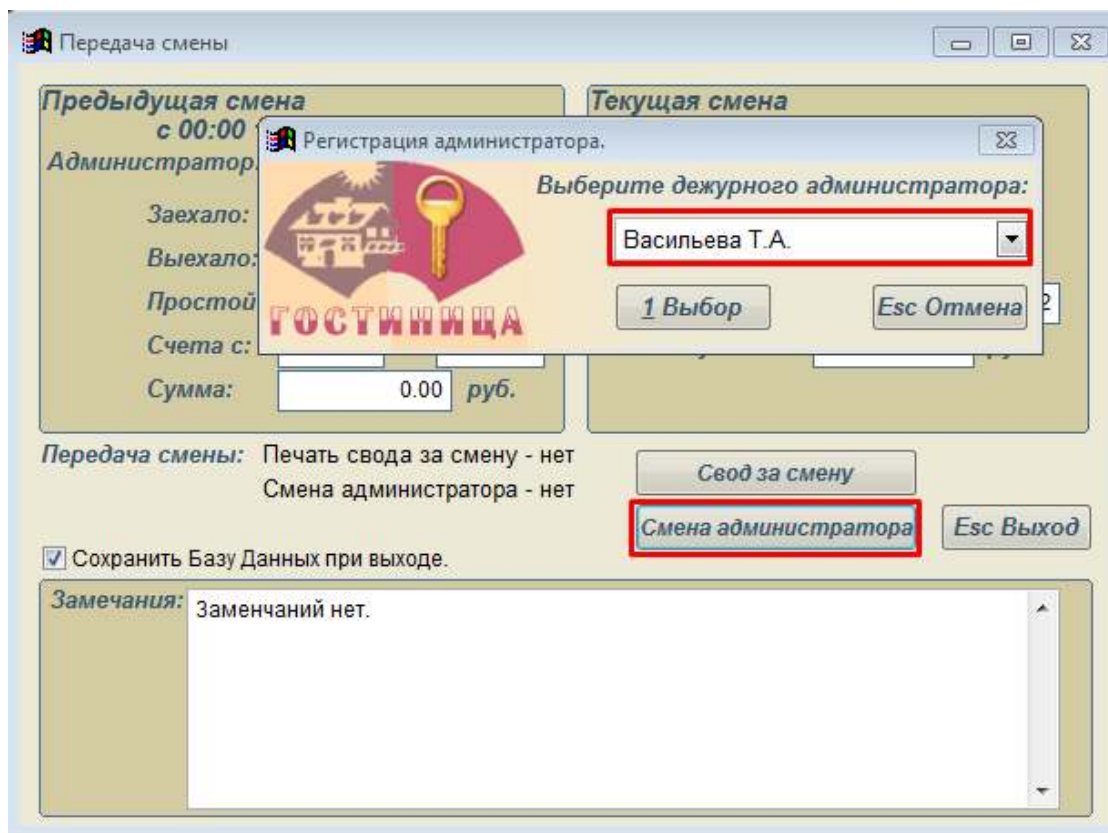 Передача смены
Предыдущая смена
с 00:00
Администратор
Заехало:
Выехало:
Простой
Счета с:
Сумма: 0.00 руб.
Текущая смена
Регистрация администратора.
ГОСТИНИЦА
Выберите дежурного администратора:
Васильева Т.А.
1 Выбор Esc Отмена
Передача смены: Печать свода за смену - нет
Смена администратора - нет
Свод за смену
Смена администратора Esc Выход
Сохранить Базу Данных при выходе.
Замечания: Заменчаний нет.